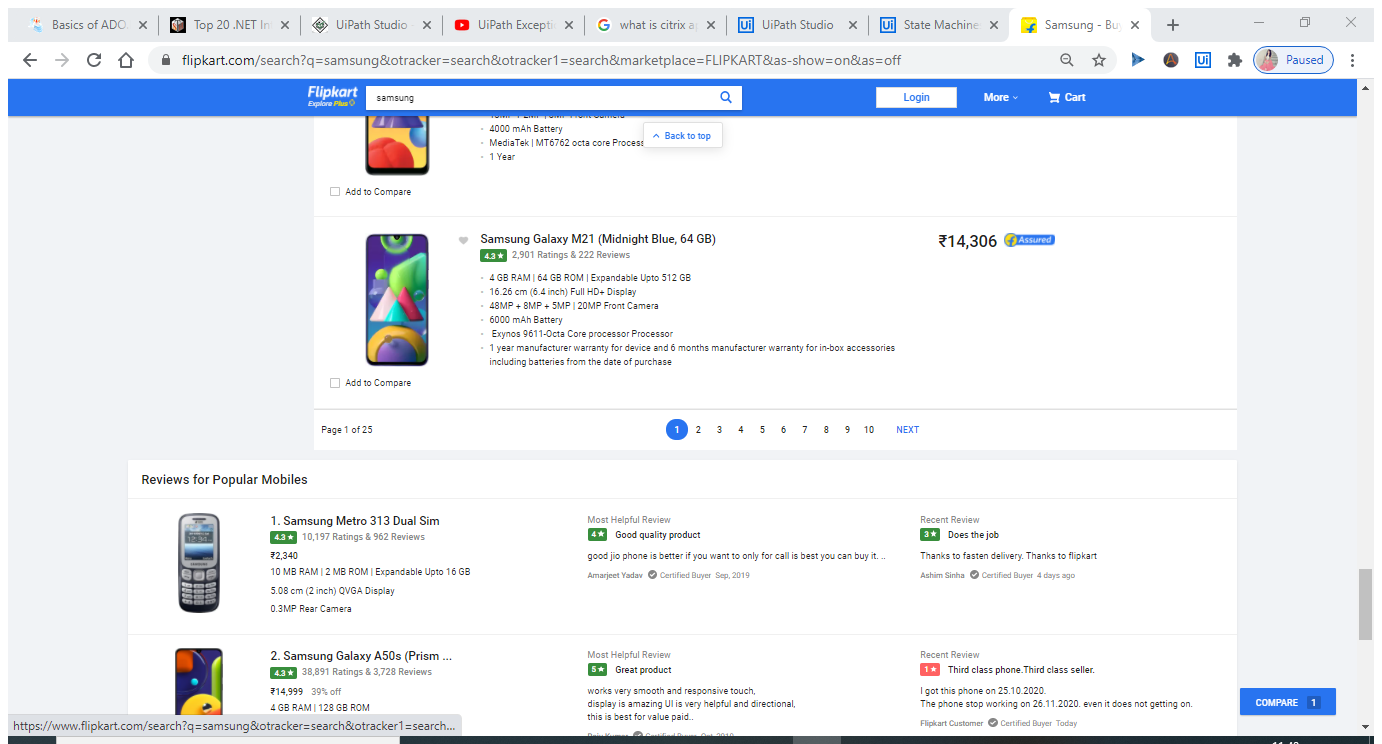 Basics of ADO.
Top 20 .NET In
UiPath Studio -
UiPath Excepti
what is citrix ap
UiPath Studio
State Machine
Samsung - Bu
flipkart.com/search?q=samsung&otracker=search&otracker1=search&marketplace=FLIPKART&as-show=on&as=off
Paused
Flipkart
Explore Plus
samsung
Login
More
Cart
4000 mAh Battery
Back to top
MediaTek | MT6762 octa core Process
1 Year
Add to Compare
Samsung Galaxy M21 (Midnight Blue, 64 GB)
₹14,306
Assured
4.3★ 2,901 Ratings & 222 Reviews
4 GB RAM | 64 GB ROM | Expandable Upto 512 GB
16.26 cm (6.4 inch) Full HD+ Display
48MP + 8MP + 5MP | 20MP Front Camera
6000 mAh Battery
Exynos 9611-Octa Core processor Processor
1 year manufacturer warranty for device and 6 months manufacturer warranty for in-box accessories
including batteries from the date of purchase
Add to Compare
Page 1 of 25
1 2 3 4 5 6 7 8 9 10 NEXT
Reviews for Popular Mobiles
1. Samsung Metro 313 Dual Sim
4.3★ 10,197 Ratings & 962 Reviews
₹2,340
10 MB RAM | 2 MB ROM | Expandable Upto 16 GB
5.08 cm (2 inch) QVGA Display
0.3MP Rear Camera
Most Helpful Review
4★ Good quality product
good jio phone is better if you want to only for call is best you can buy it. ..
Amarjeet Yadav Certified Buyer Sep, 2019
Recent Review
3★ Does the job
Thanks to fasten delivery. Thanks to flipkart
Ashim Sinha Certified Buyer 4 days ago
2. Samsung Galaxy A50s (Prism ...
4.3★ 38,891 Ratings & 3,728 Reviews
₹14,999 39% off
4 GB RAM | 128 GB ROM
Most Helpful Review
5★ Great product
works very smooth and responsive touch,
display is amazing UI is very helpful and directional,
this is best for value paid..
Recent Review
1★ Third class phone.Third class seller.
I got this phone on 25.10.2020.
The phone stop working on 26.11.2020. even it does not getting on.
Flipkart Customer Certified Buyer Today
COMPARE 1
https://www.flipkart.com/search?q=samsung&otracker=search&otracker1=search...